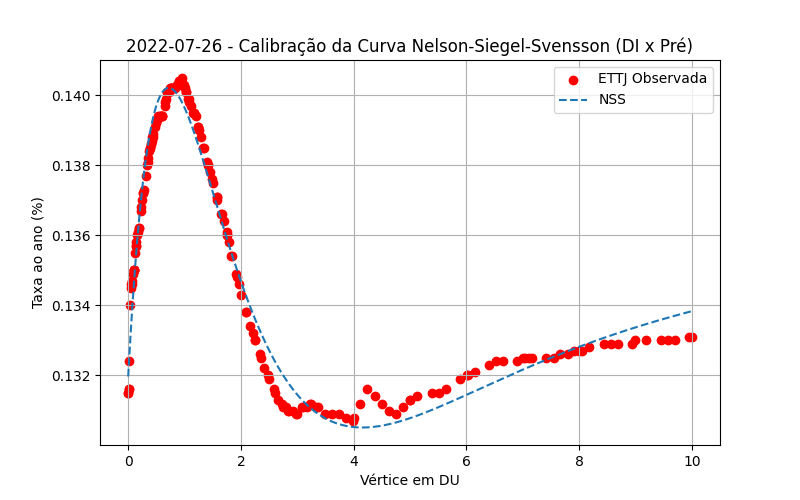 2022-07-26 - Calibração da Curva Nelson-Siegel-Svensson (DI x Pré)
ETTJ Observada
NSS
Taxa ao ano (%)
0.140
0.138
0.136
0.134
0.132
0
2
4
6
8
10
Vértice em DU